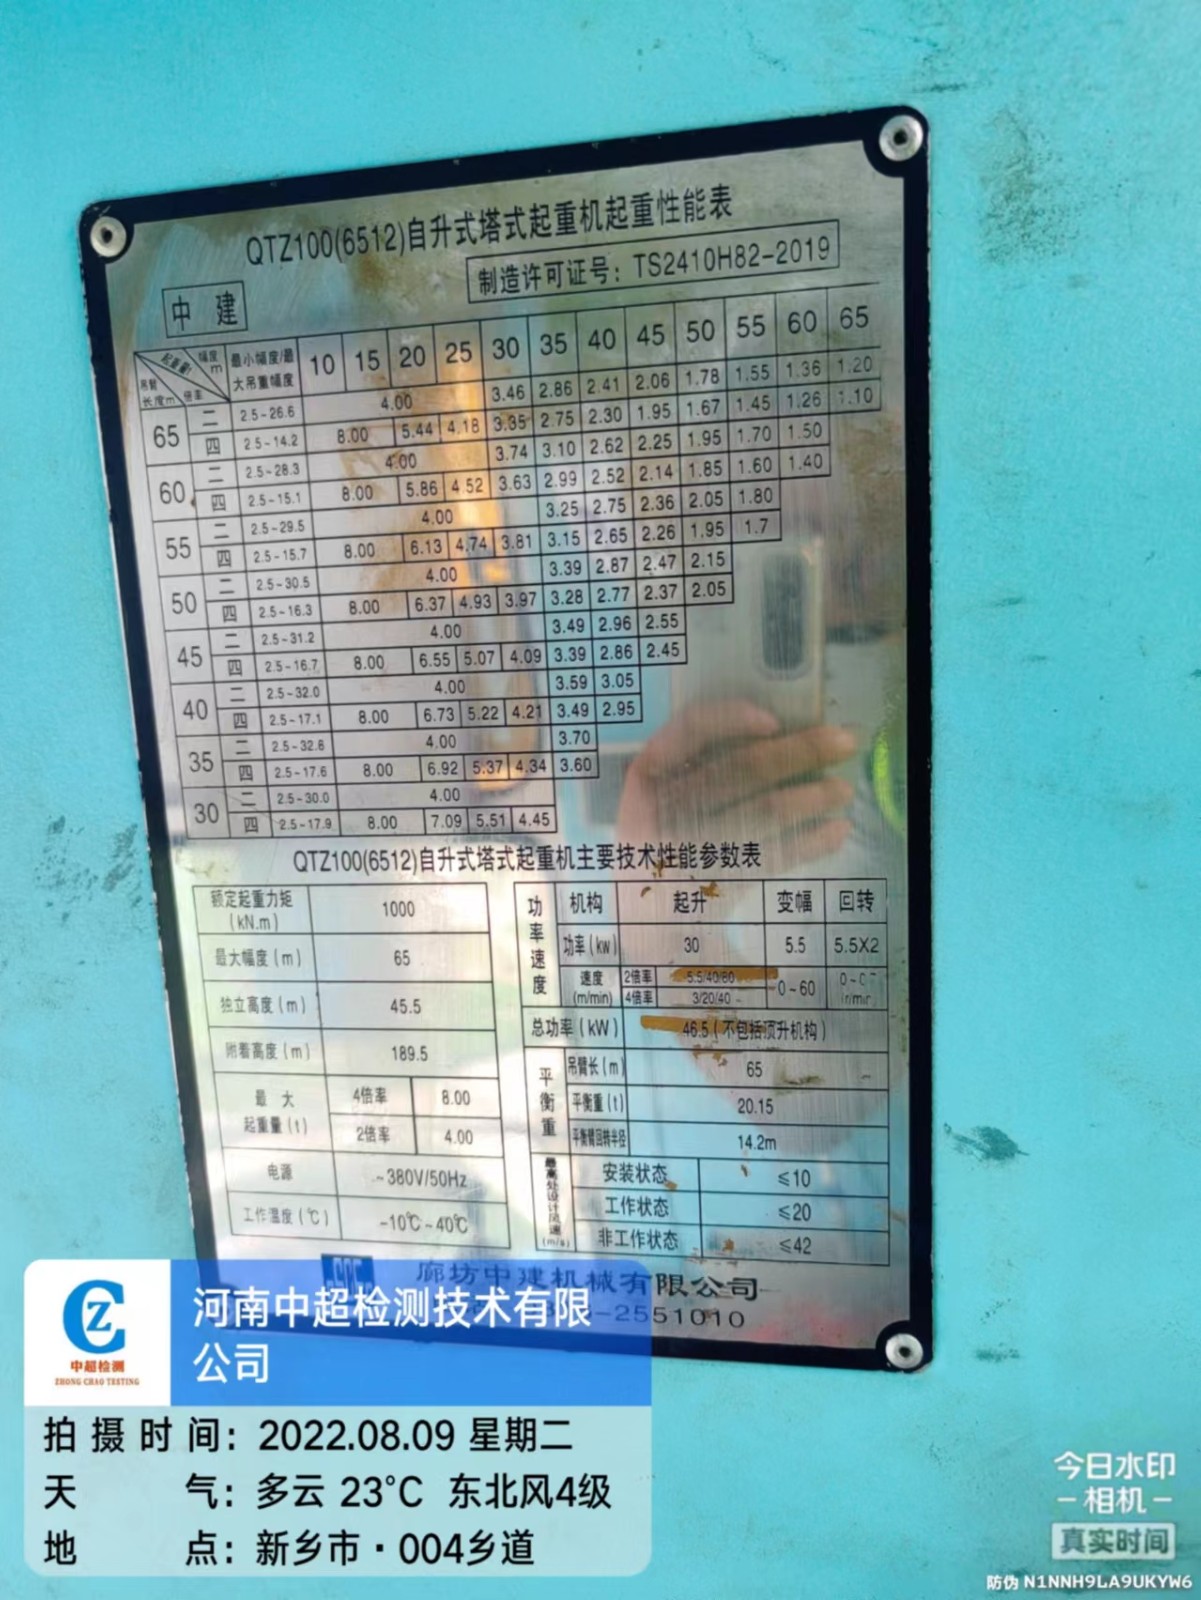 QTZ100(6512)自升式塔式起重机起重性能表
中 建
制造许可证号：TS2410H82-2019
起重量t 幅度m 吊臂长度m 倍率 最小幅度/最大吊重幅度 10 15 20 25 30 35 40 45 50 55 60 65
65 二 2.5~26.6 4.00 3.46 2.86 2.41 2.06 1.78 1.55 1.36 1.20
四 2.5~14.2 8.00 5.44 4.18 3.35 2.75 2.30 1.95 1.67 1.45 1.26 1.10
60 二 2.5~28.3 4.00 3.74 3.10 2.62 2.25 1.95 1.70 1.50
四 2.5~15.1 8.00 5.86 4.52 3.63 2.99 2.52 2.14 1.85 1.60 1.40
55 二 2.5~29.5 4.00 3.25 2.75 2.36 2.05 1.80
四 2.5~15.7 8.00 6.13 4.74 3.81 3.15 2.65 2.26 1.95 1.7
50 二 2.5~30.5 4.00 3.39 2.87 2.47 2.15
四 2.5~16.3 8.00 6.37 4.93 3.97 3.28 2.77 2.37 2.05
45 二 2.5~31.2 4.00 3.49 2.96 2.55
四 2.5~16.7 8.00 6.55 5.07 4.09 3.39 2.86 2.45
40 二 2.5~32.0 4.00 3.59 3.05
四 2.5~17.1 8.00 6.73 5.22 4.21 3.49 2.95
35 二 2.5~32.8 4.00 3.70
四 2.5~17.6 8.00 6.92 5.37 4.34 3.60
30 二 2.5~30.0 4.00
四 2.5~17.9 8.00 7.09 5.51 4.45
QTZ100(6512)自升式塔式起重机主要技术性能参数表
额定起重力矩(kN.m) 1000
最大幅度(m) 65
独立高度(m) 45.5
附着高度(m) 189.5
最大起重量(t) 4倍率 8.00
2倍率 4.00
电源 ~380V/50Hz
工作温度(℃) -10℃~40℃
功率速度 机构 起升 变幅 回转
功率(kw) 30 5.5 5.5X2
速度(m/min) 2倍率 5.5/40/80 0~60
4倍率 3/20/40
总功率(kW) 46.5(不包括顶升机构)
平衡重 吊臂长(m) 65
平衡重(t) 20.15
平衡臂回转半径 14.2m
最高处设计风速(m/s) 安装状态 ≤10
工作状态 ≤20
非工作状态 ≤42
廊坊中建机械有限公司
-2551010
中超检测
ZHONG CHAO TESTING
河南中超检测技术有限
公司
拍摄时间：2022.08.09 星期二
天气：多云 23°C 东北风4级
地点：新乡市·004乡道
今日水印
-相机-
真实时间
防伪 N1NNH9LA9UKYW6